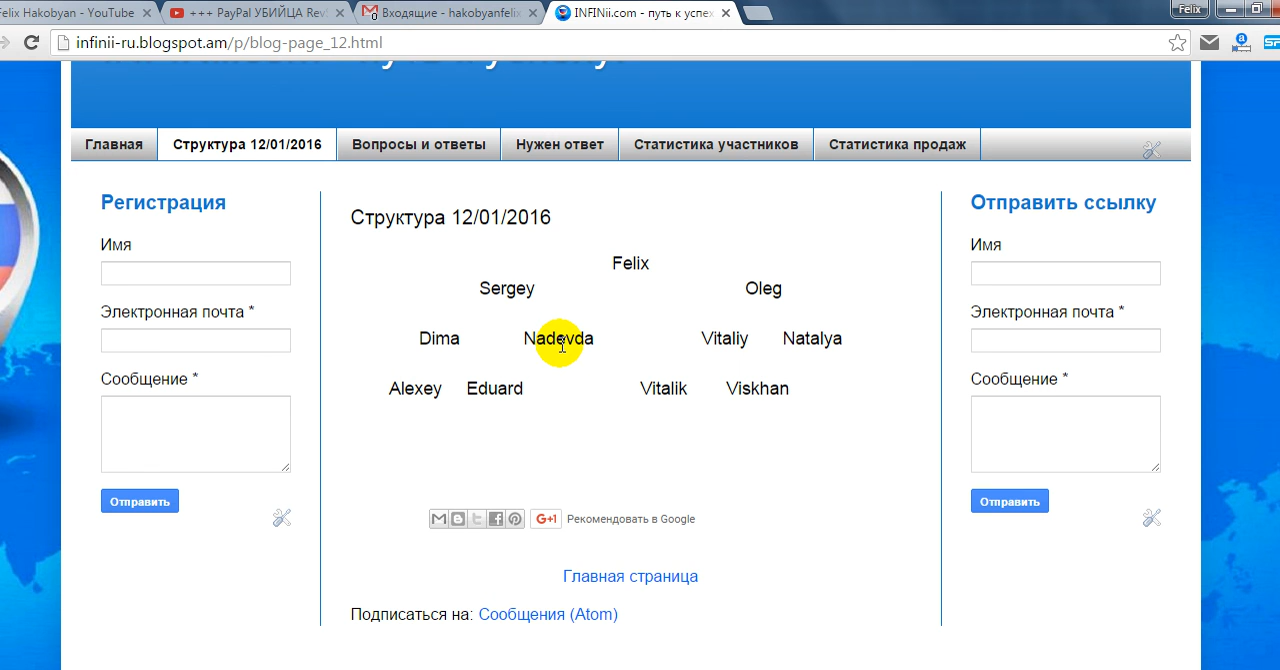 Felix Hakobyan - YouTube
+++ PayPal УБИЙЦА Rev
Входящие - hakobyanfelix
INFINii.com - путь к успех
Felix
infinii-ru.blogspot.am/p/blog-page_12.html
Главная
Структура 12/01/2016
Вопросы и ответы
Нужен ответ
Статистика участников
Статистика продаж
Регистрация
Имя
Электронная почта *
Сообщение *
Отправить
Структура 12/01/2016
Felix
Sergey Oleg
Dima Nadevda Vitaliy Natalya
Alexey Eduard Vitalik Viskhan
G+1 Рекомендовать в Google
Главная страница
Подписаться на: Сообщения (Atom)
Отправить ссылку
Имя
Электронная почта *
Сообщение *
Отправить